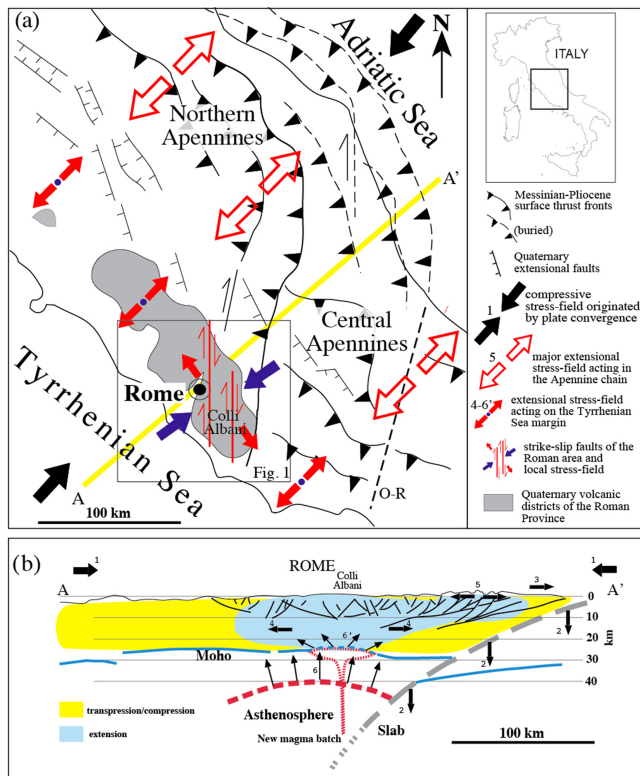 (a)
N
Adriatic Sea
Northern
Apennines
A'
Central
Apennines
Rome
Colli
Albani
Tyrrhenian Sea
Fig. 1
A
O-R
100 km
ITALY
Messinian-Pliocene
surface thrust fronts
(buried)
Quaternary
extensional faults
1
compressive
stress-field originated
by plate convergence
5
major extensional
stress-field acting in
the Apennine chain
4-6'
extensional stress-field
acting on the Tyrrhenian
Sea margin
strike-slip faults of the
Roman area and
local stress-field
Quaternary volcanic
districts of the Roman
Province
(b)
ROME
Colli
Albani
A
1
5
3
1
A'
0
10
20
30
40
km
4
6'
4
2
2
2
6
Moho
transpression/compression
extension
Asthenosphere
New magma batch
Slab
100 km